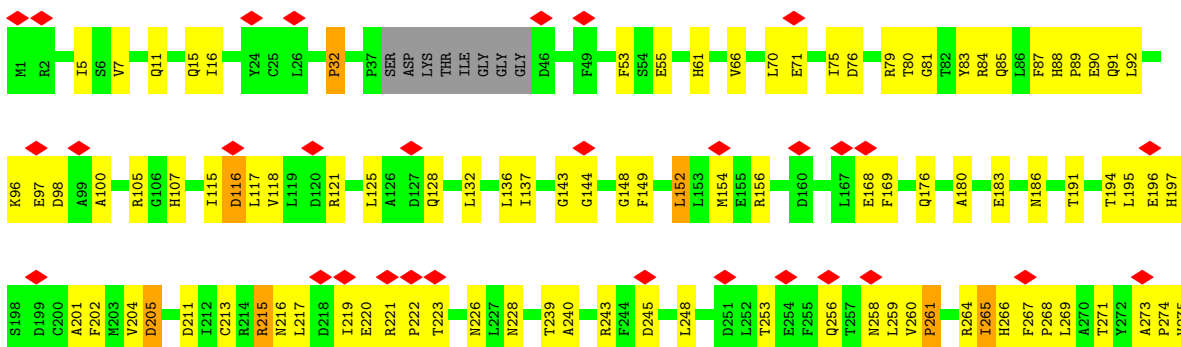 M1 R2 I5 S6 V7 Q11 Q15 I16 Y24 C25 L26 P32 P37 SER ASP LYS THR ILE GLY GLY GLY D46 F49 F53 S54 E55 H61 V66 L70 E71 I75 D76 R79 T80 G81 T82 Y83 R84 Q85 L86 F87 H88 P89 E90 Q91 L92
K96 E97 D98 A99 A100 R105 G106 H107 I115 D116 L117 V118 L119 D120 R121 L125 A126 D127 Q128 L132 L136 I137 G143 G144 G148 F149 L152 L153 M154 E155 R156 D160 L167 E168 F169 Q176 A180 E183 N186 T191 T194 L195 E196 H197
S198 D199 C200 A201 F202 M203 V204 D205 D211 I212 C213 R214 R215 N216 L217 D218 I219 E220 R221 P222 T223 N226 L227 N228 T239 A240 R243 F244 D245 L248 D251 L252 T253 E254 F255 Q256 T257 N258 L259 V260 P261 R264 I265 H266 F267 P268 L269 A270 T271 Y272 A273 P274